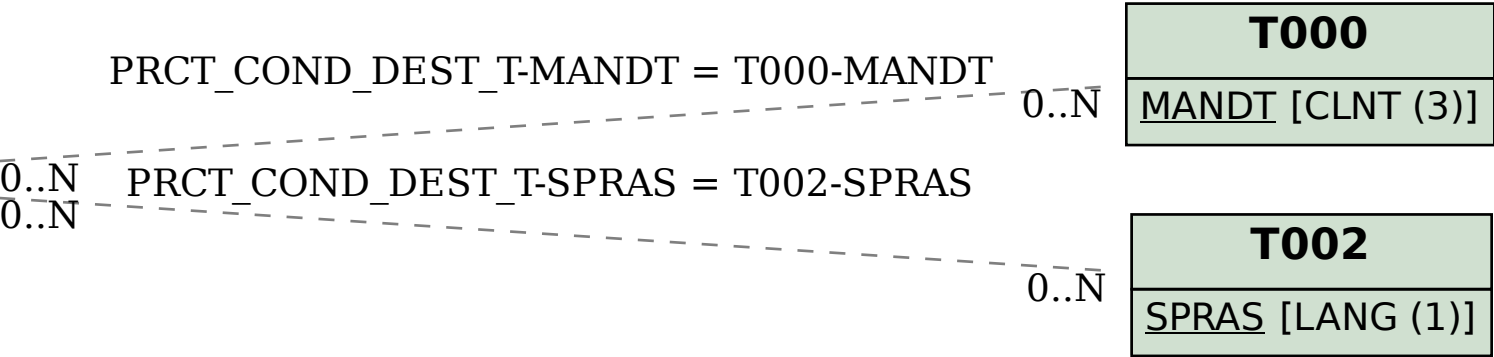 T000
PRCT_COND_DEST_T-MANDT = T000-MANDT
0..N
MANDT [CLNT (3)]
0..N
PRCT_COND_DEST_T-SPRAS = T002-SPRAS
0..N
T002
0..N
SPRAS [LANG (1)]